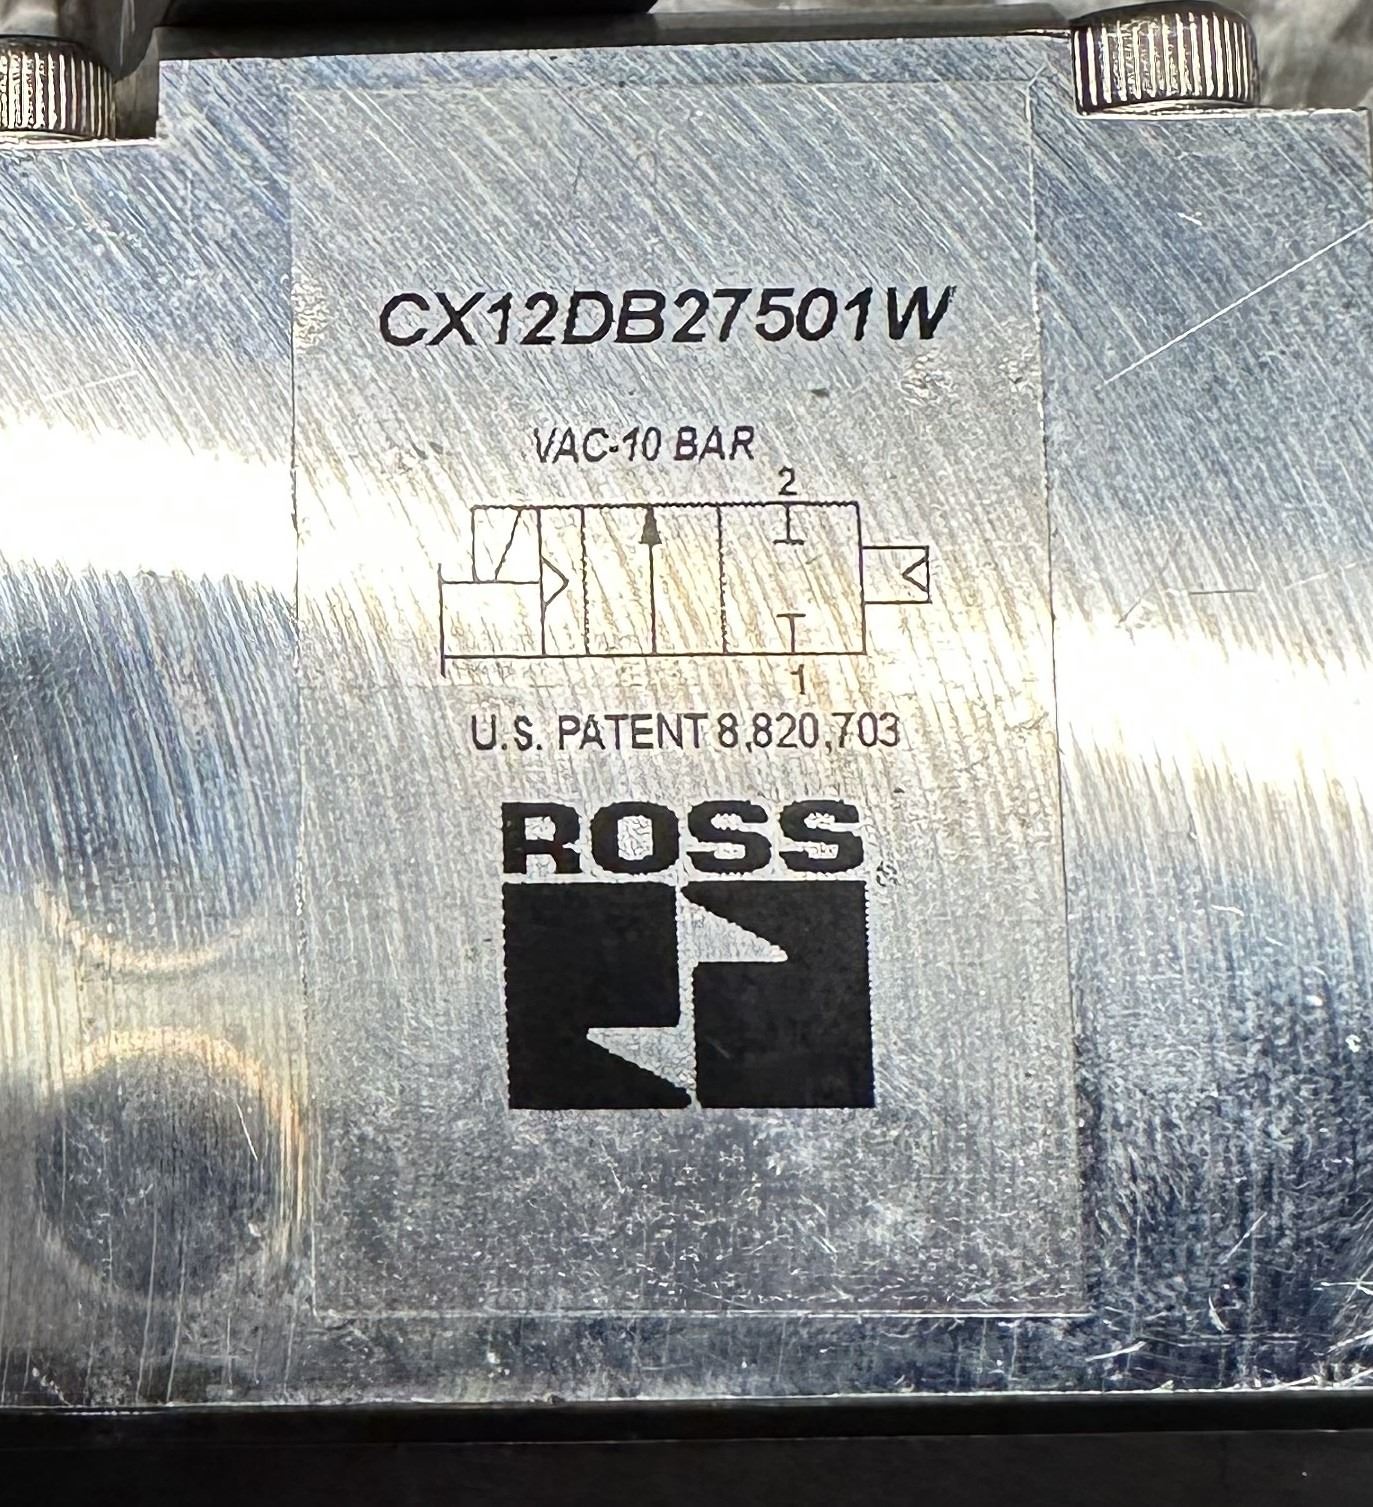 CX12DB27501W
VAC-10 BAR
2
1
U.S. PATENT 8,820,703
ROSS